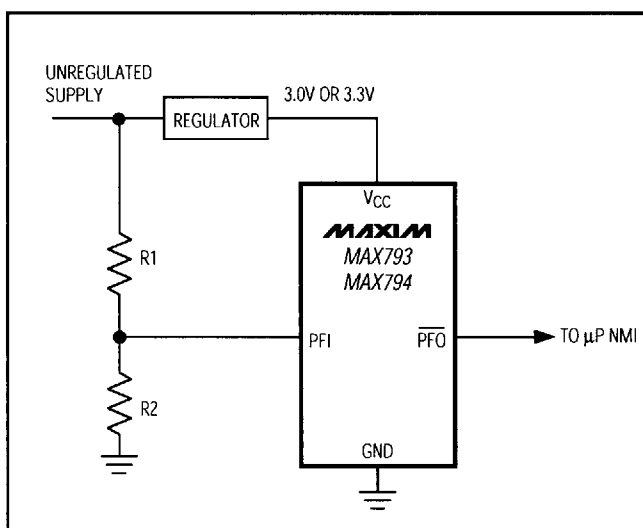 UNREGULATED
SUPPLY
3.0V OR 3.3V
REGULATOR
VCC
MAXIM
MAX793
MAX794
R1
PFI
P̅F̅O̅
TO µP NMI
R2
GND